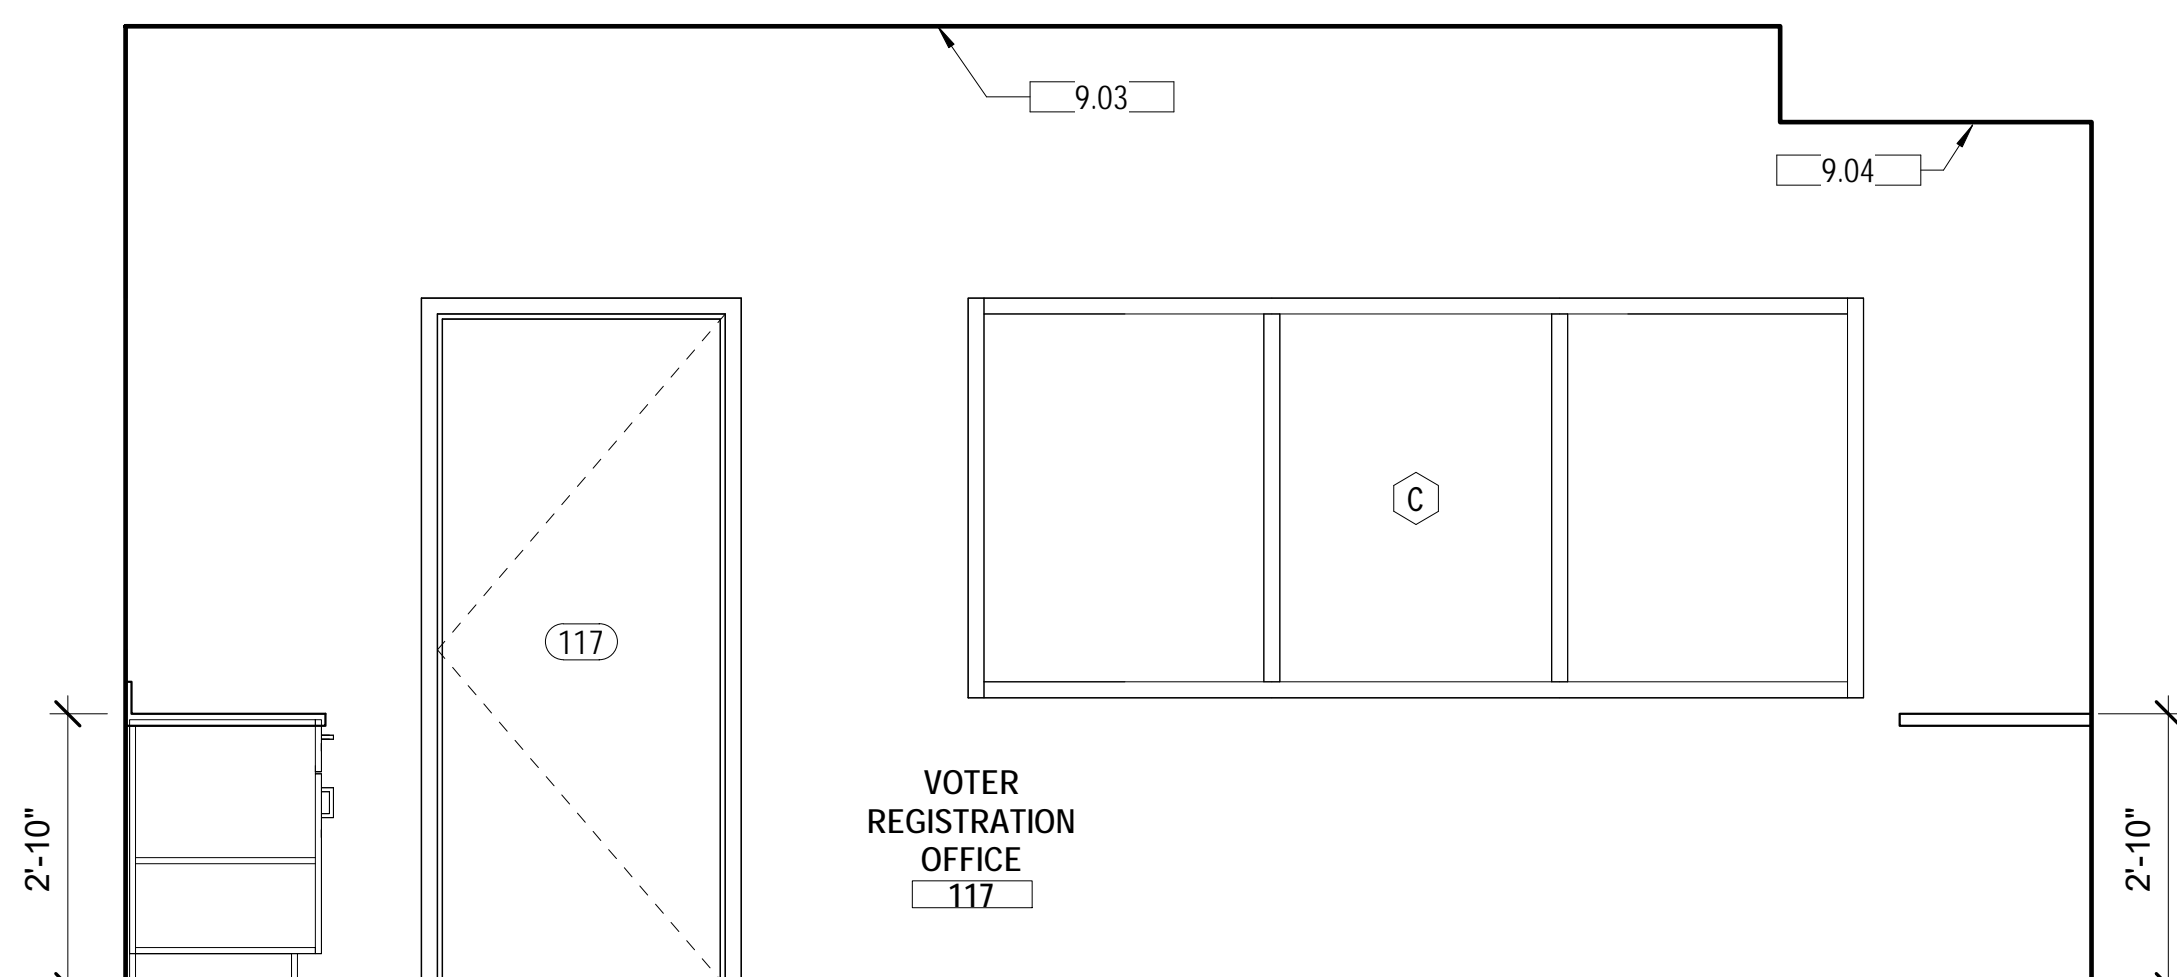 9.03
9.04
C
117
VOTER
REGISTRATION
OFFICE
117
2'-10"
2'-10"